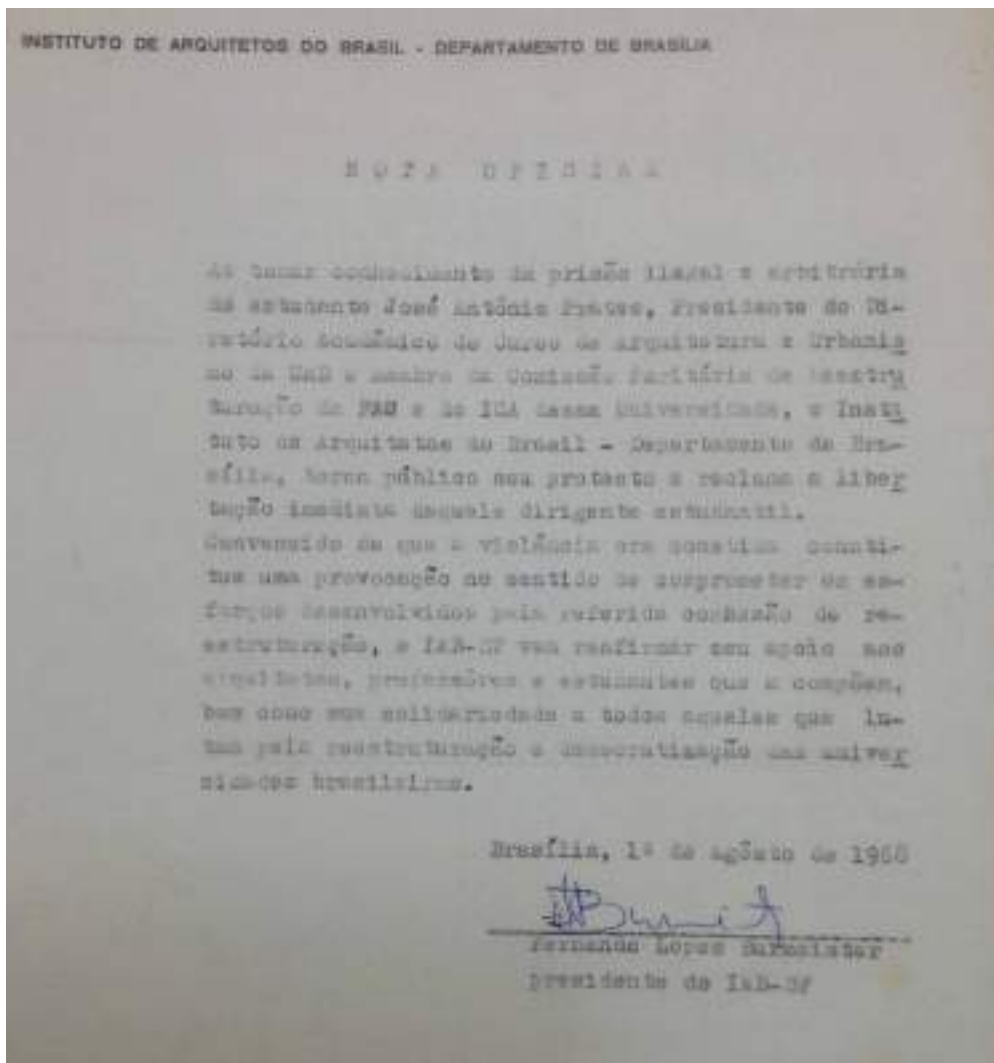 INSTITUTO DE ARQUITETOS DO BRASIL - DEPARTAMENTO DE BRASÍLIA
NOTA OFICIAL
Ao tomar conhecimento da prisão ilegal e arbitrária
do estudante José Antônio Prates, Presidente do Di-
retório Acadêmico do Curso de Arquitetura e Urbanis
mo da UnB e membro da Comissão Paritária de Reestru
turação da FAU e do ICA dessa Universidade, o Insti
tuto de Arquitetos do Brasil - Departamento de Bra-
sília, torna público seu protesto e reclama a liber
tação imediata daquele dirigente estudantil.
Convencido de que a violência ora cometida consti-
tue uma provocação no sentido de comprometer os es-
forços desenvolvidos pela referida comissão de re-
estruturação, o IAB-DF vem reafirmar seu apoio aos
arquitetos, professôres e estudantes que a compõem,
bem como sua solidariedade a todos aqueles que lu-
tam pela reestruturação e democratização das univer
sidades brasileiras.
Brasília, 1º de agôsto de 1968
Fernando Lopes Burmeister
presidente do IAB-DF